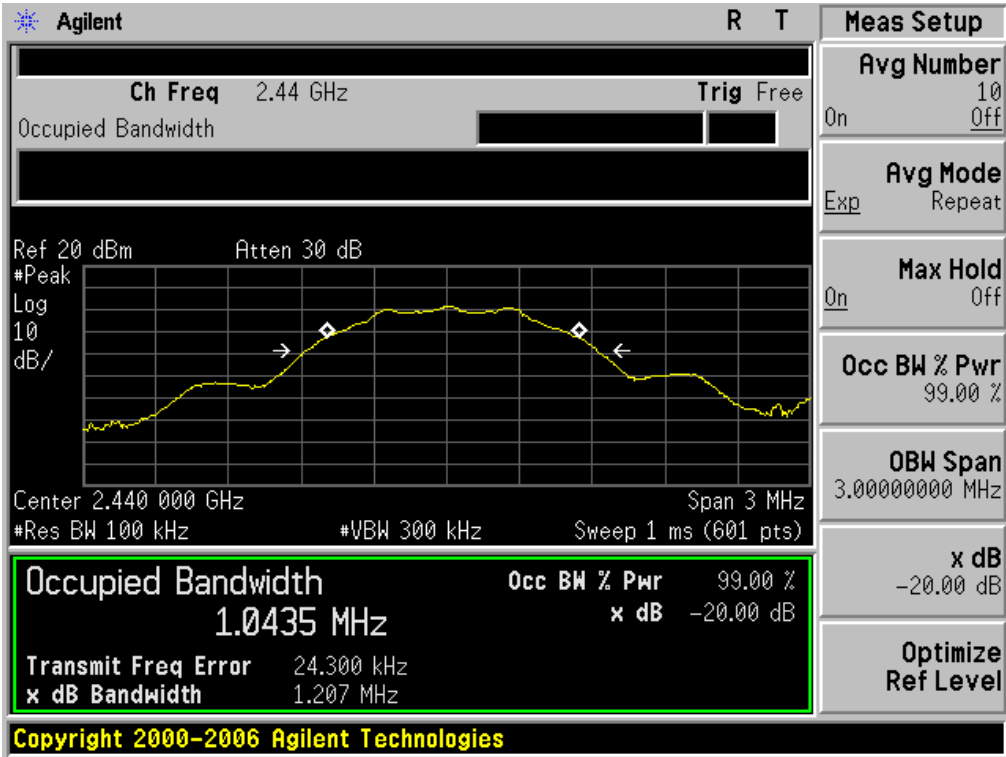 Agilent R T
Ch Freq 2.44 GHz Trig Free
Occupied Bandwidth
Ref 20 dBm Atten 30 dB
#Peak
Log
10
dB/
Center 2.440 000 GHz Span 3 MHz
#Res BW 100 kHz #VBW 300 kHz Sweep 1 ms (601 pts)
Occupied Bandwidth Occ BW % Pwr 99.00 %
1.0435 MHz x dB -20.00 dB
Transmit Freq Error 24.300 kHz
x dB Bandwidth 1.207 MHz
Copyright 2000-2006 Agilent Technologies
Meas Setup
Avg Number
10
On Off
Avg Mode
Exp Repeat
Max Hold
On Off
Occ BW % Pwr
99.00 %
OBW Span
3.00000000 MHz
x dB
-20.00 dB
Optimize
Ref Level